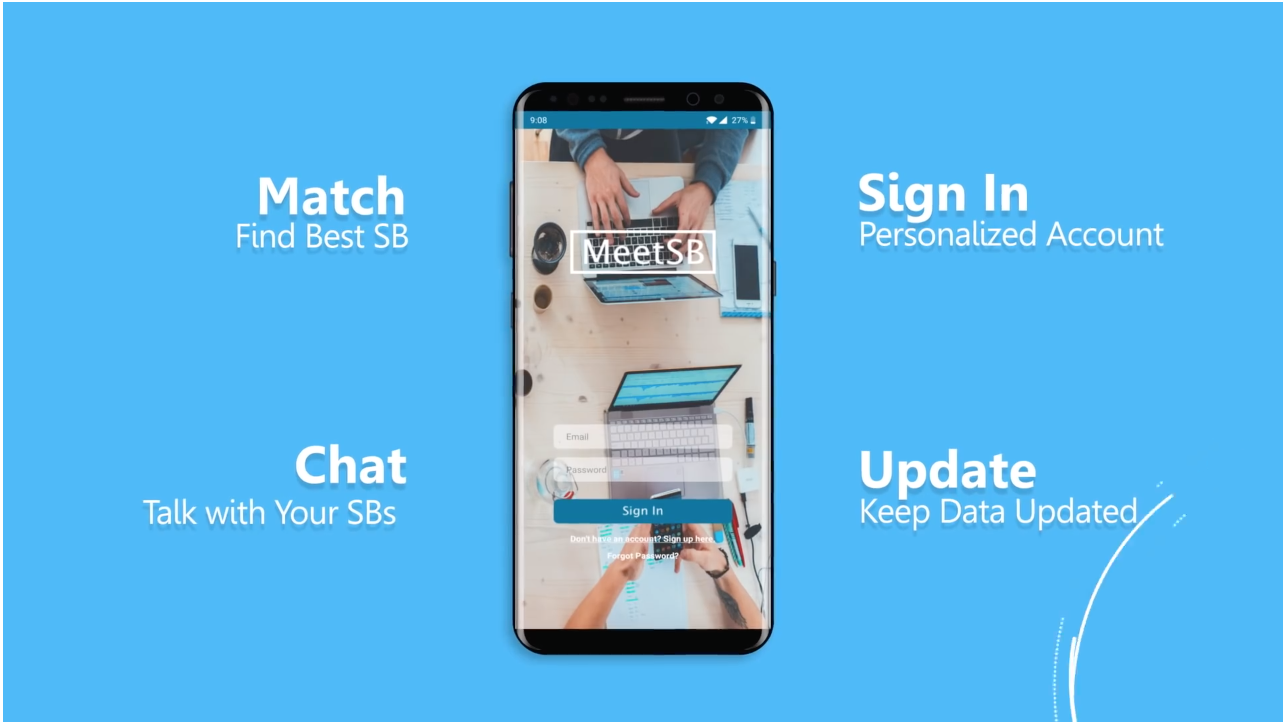 Match
Find Best SB
Chat
Talk with Your SBs
9:08
27%
MeetSB
Email
Password
Sign In
Don't have an account? Sign up here.
Forgot Password?
Sign In
Personalized Account
Update
Keep Data Updated